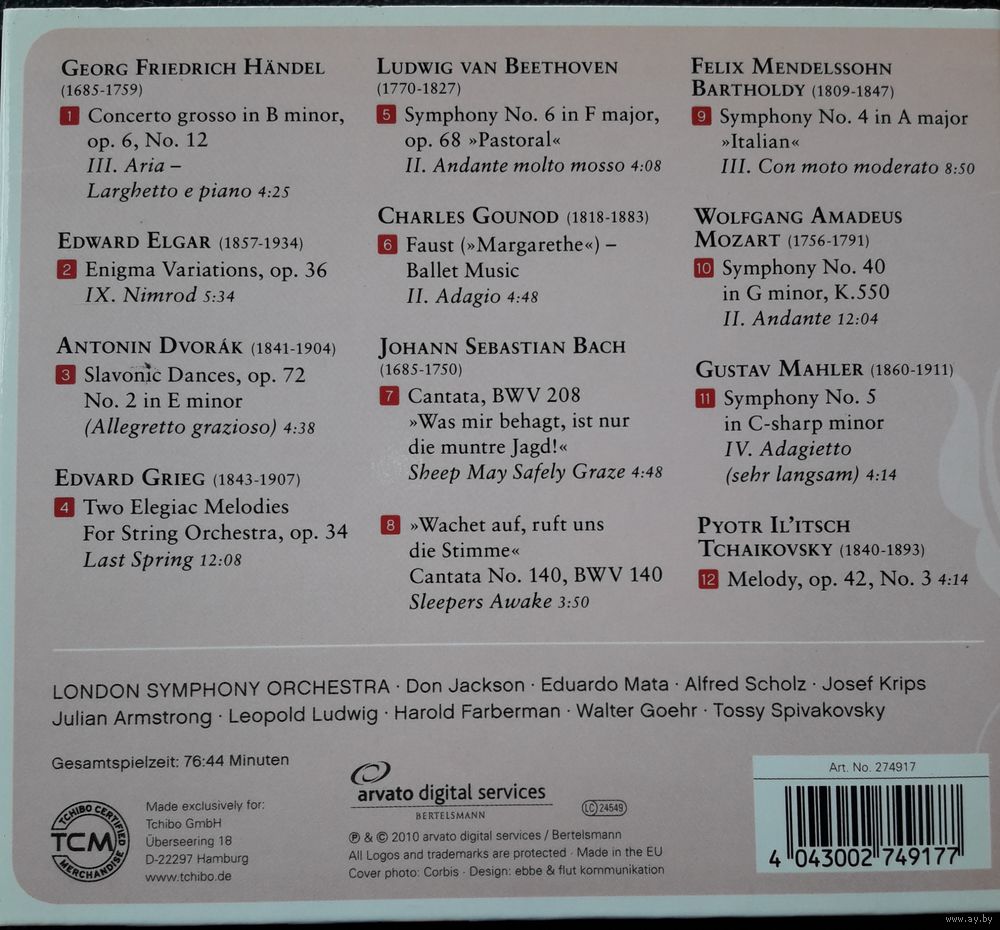 GEORG FRIEDRICH HÄNDEL
(1685-1759)
1 Concerto grosso in B minor,
op. 6, No. 12
III. Aria –
Larghetto e piano 4:25
EDWARD ELGAR (1857-1934)
2 Enigma Variations, op. 36
IX. Nimrod 5:34
ANTONIN DVORÁK (1841-1904)
3 Slavonic Dances, op. 72
No. 2 in E minor
(Allegretto grazioso) 4:38
EDVARD GRIEG (1843-1907)
4 Two Elegiac Melodies
For String Orchestra, op. 34
Last Spring 12:08
LUDWIG VAN BEETHOVEN
(1770-1827)
5 Symphony No. 6 in F major,
op. 68 »Pastoral«
II. Andante molto mosso 4:08
CHARLES GOUNOD (1818-1883)
6 Faust (»Margarethe«) –
Ballet Music
II. Adagio 4:48
JOHANN SEBASTIAN BACH
(1685-1750)
7 Cantata, BWV 208
»Was mir behagt, ist nur
die muntre Jagd!«
Sheep May Safely Graze 4:48
8 »Wachet auf, ruft uns
die Stimme«
Cantata No. 140, BWV 140
Sleepers Awake 3:50
FELIX MENDELSSOHN
BARTHOLDY (1809-1847)
9 Symphony No. 4 in A major
»Italian«
III. Con moto moderato 8:50
WOLFGANG AMADEUS
MOZART (1756-1791)
10 Symphony No. 40
in G minor, K.550
II. Andante 12:04
GUSTAV MAHLER (1860-1911)
11 Symphony No. 5
in C-sharp minor
IV. Adagietto
(sehr langsam) 4:14
PYOTR IL'ITSCH
TCHAIKOVSKY (1840-1893)
12 Melody, op. 42, No. 3 4:14
LONDON SYMPHONY ORCHESTRA · Don Jackson · Eduardo Mata · Alfred Scholz · Josef Krips
Julian Armstrong · Leopold Ludwig · Harold Farberman · Walter Goehr · Tossy Spivakovsky
Gesamtspielzeit: 76:44 Minuten
TCHIBO CERTIFIED
TCM
MERCHANDISE
Made exclusively for:
Tchibo GmbH
Überseering 18
D-22297 Hamburg
www.tchibo.de
arvato digital services
BERTELSMANN
LC 24549
℗ & © 2010 arvato digital services / Bertelsmann
All Logos and trademarks are protected · Made in the EU
Cover photo: Corbis · Design: ebbe & flut kommunikation
Art. No. 274917
4 043002 749177
www.ay.by